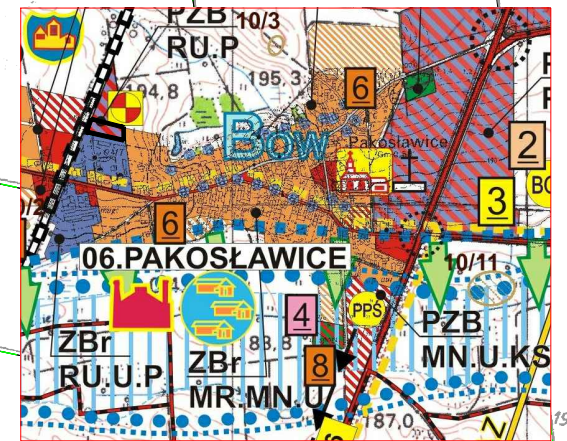 PZB 10/3
RU.P
194,8
195,3
6
Bow
Pakosławice
2
3
6
06.PAKOSŁAWICE
10/11
4
PPŚ
PZB
MN.U.KS
ZBr
RU.U.P
ZBr
MR.MN.U
8
187.0
Z